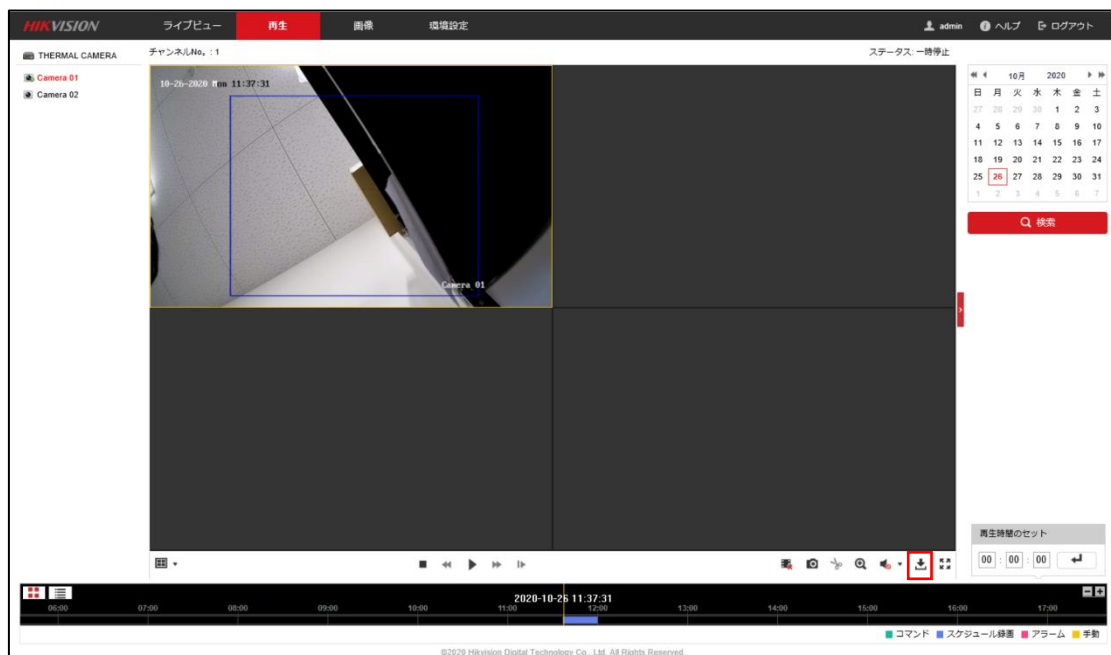 HIKVISION ライブビュー 再生 画像 環境設定 admin ヘルプ ログアウト
THERMAL CAMERA
Camera 01
Camera 02
チャンネルNo。: 1 ステータス: 一時停止
10-26-2020 Mon 11:37:31
Camera 01
10月 2020
日 月 火 水 木 金 土
27 28 29 30 1 2 3
4 5 6 7 8 9 10
11 12 13 14 15 16 17
18 19 20 21 22 23 24
25 26 27 28 29 30 31
1 2 3 4 5 6 7
検索
再生時間のセット
00 : 00 : 00
2020-10-26 11:37:31
06:00 07:00 08:00 09:00 10:00 11:00 12:00 13:00 14:00 15:00 16:00 17:00
コマンド スケジュール録画 アラーム 手動
©2020 Hikvision Digital Technology Co., Ltd. All Rights Reserved.